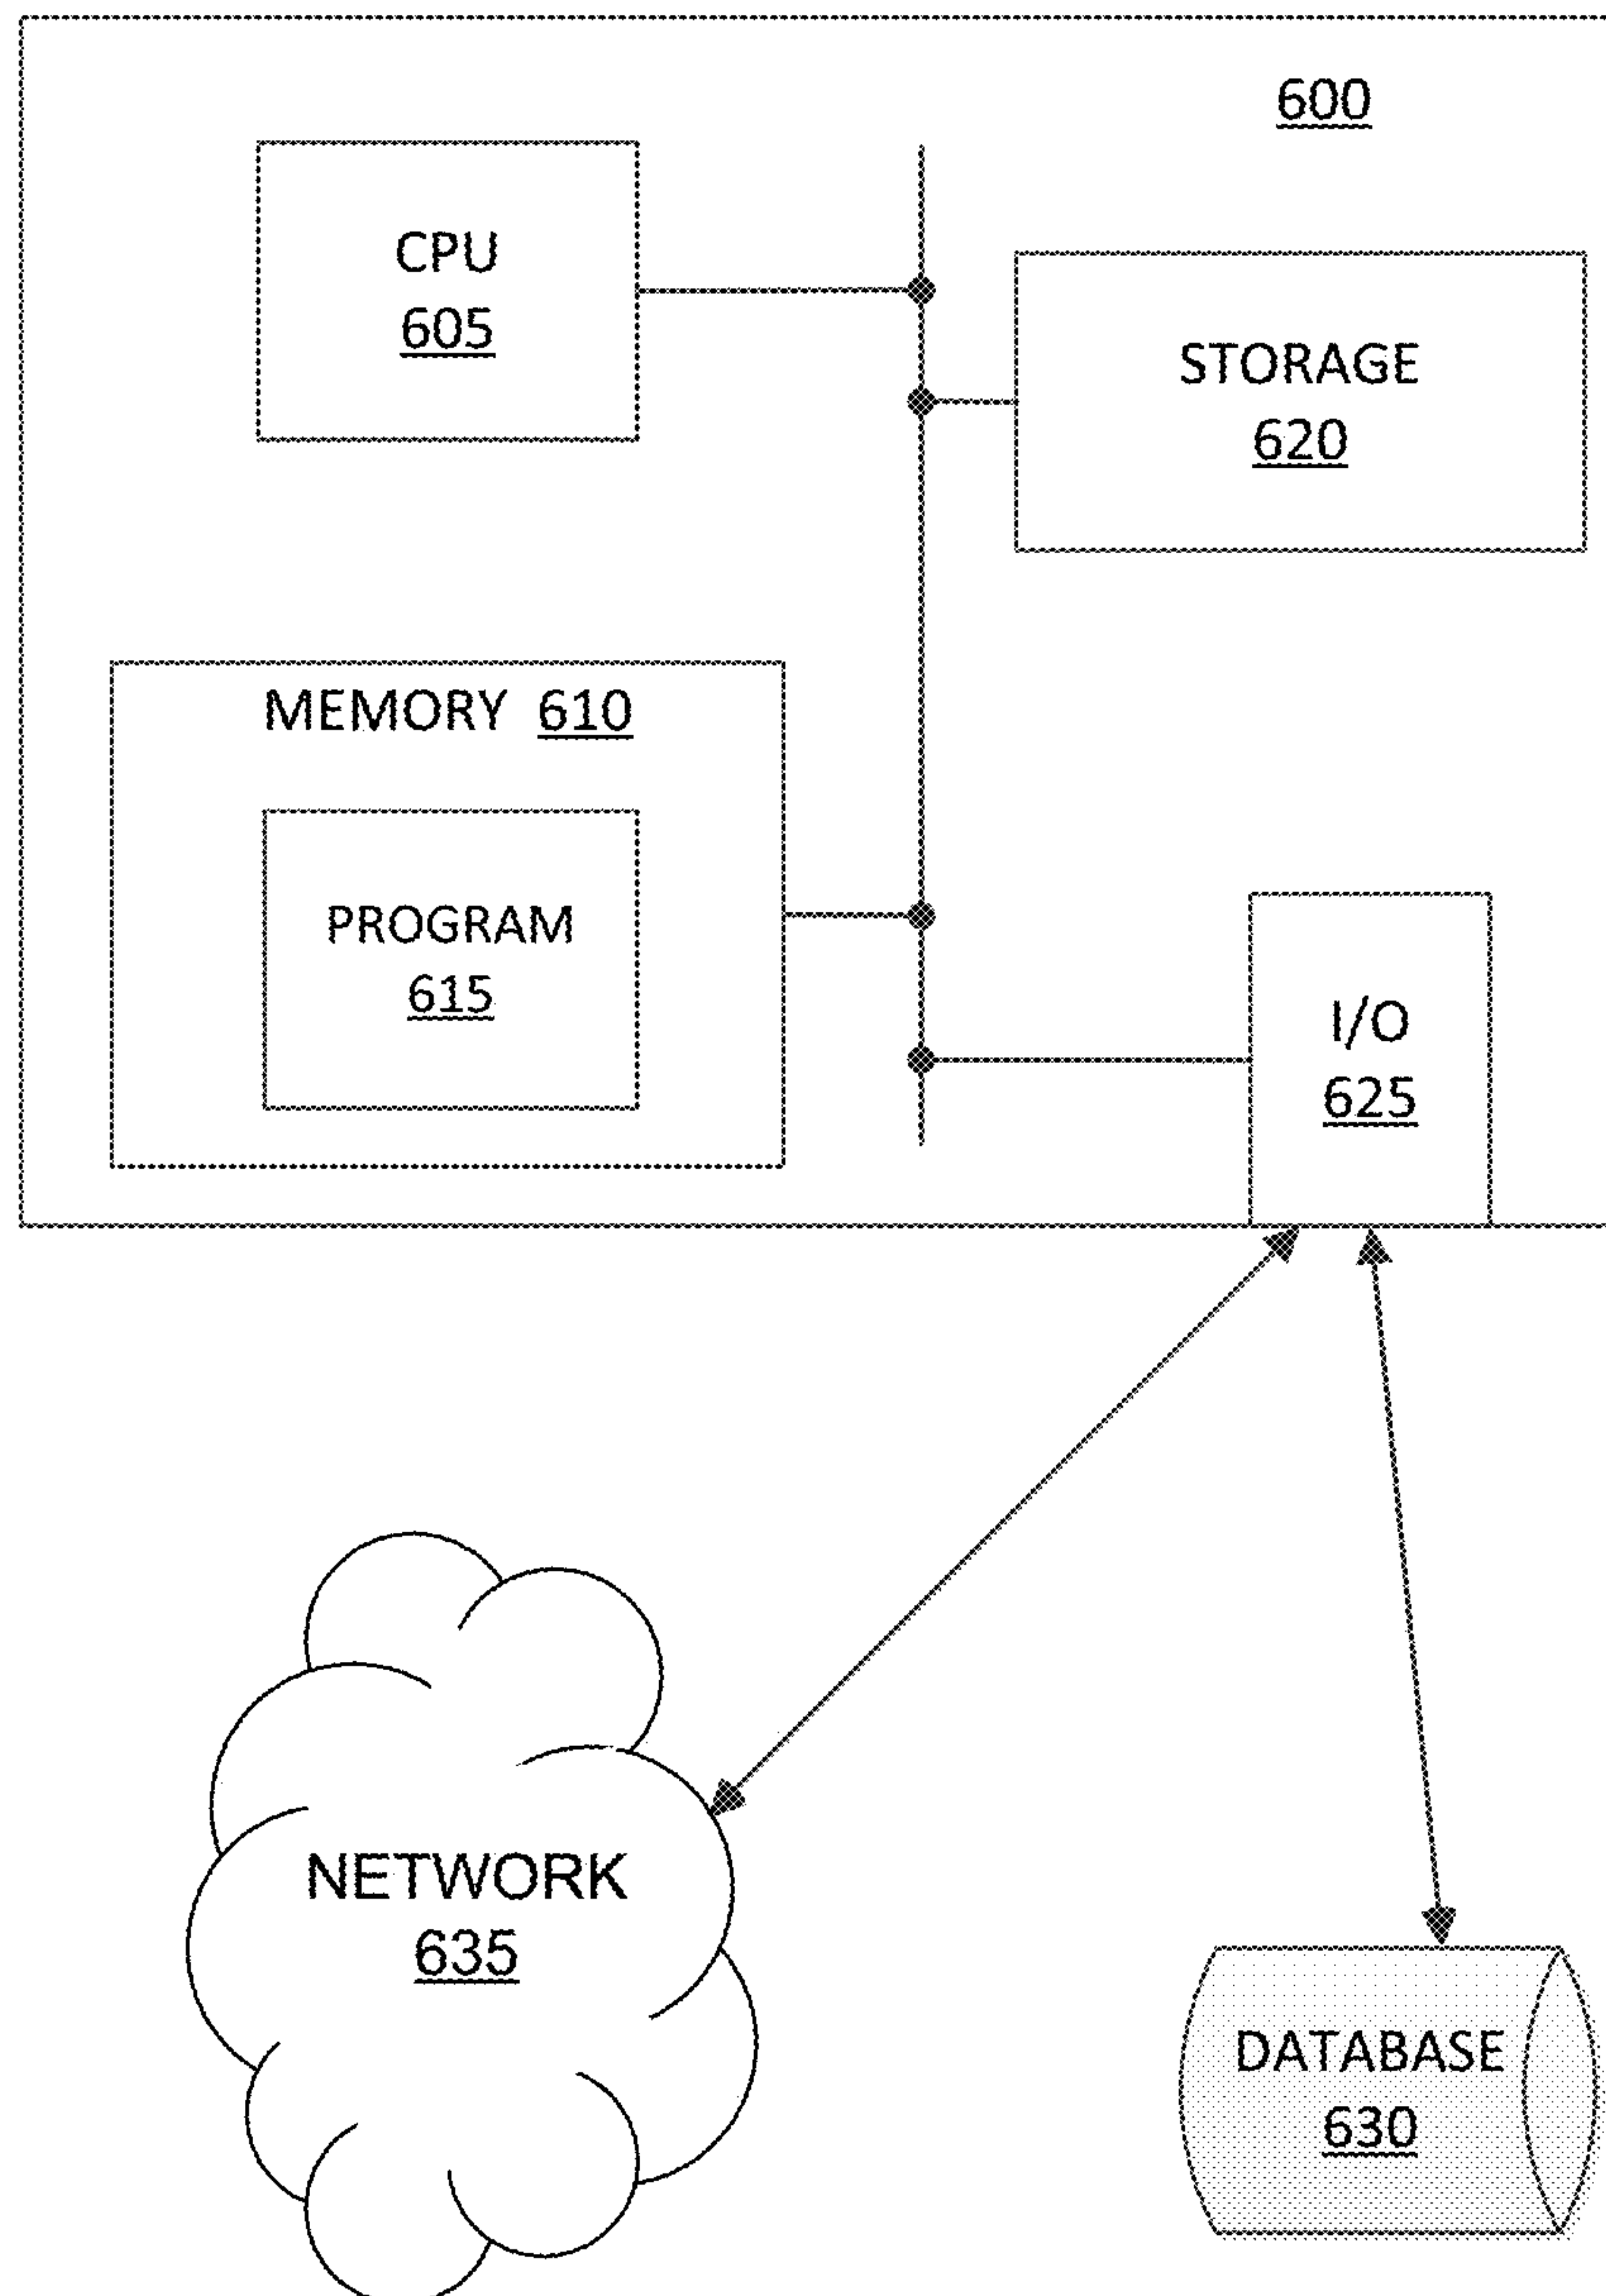 600
CPU
605
STORAGE
620
MEMORY 610
PROGRAM
615
I/O
625
NETWORK
635
DATABASE
630